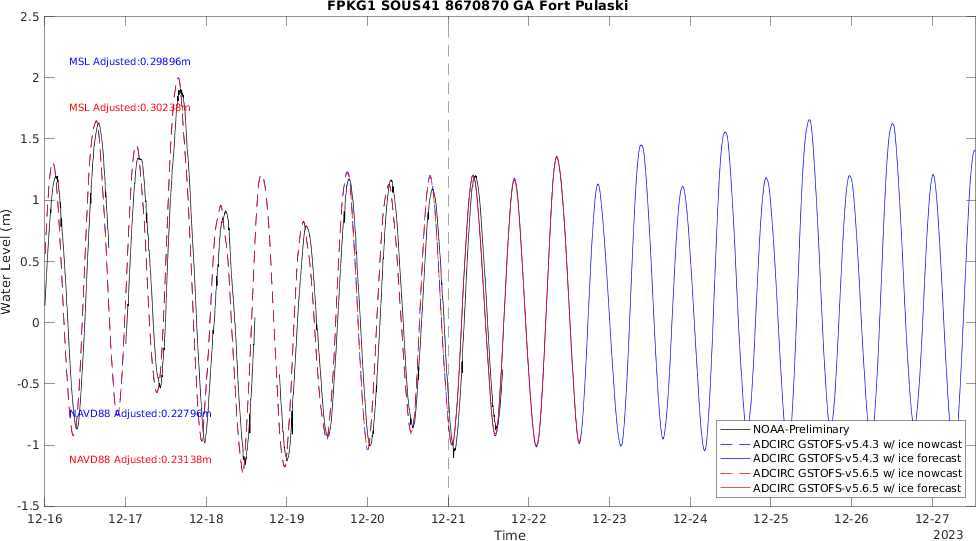 FPKG1 SOUS41 8670870 GA Fort Pulaski
2.5
2
1.5
1
0.5
0
-0.5
-1
-1.5
Water Level (m)
MSL Adjusted:0.29896m
MSL Adjusted:0.30238m
NAVD88 Adjusted:0.22796m
NAVD88 Adjusted:0.23138m
NOAA-Preliminary
ADCIRC GSTOFS-v5.4.3 w/ ice nowcast
ADCIRC GSTOFS-v5.4.3 w/ ice forecast
ADCIRC GSTOFS-v5.6.5 w/ ice nowcast
ADCIRC GSTOFS-v5.6.5 w/ ice forecast
12-16 12-17 12-18 12-19 12-20 12-21 12-22 12-23 12-24 12-25 12-26 12-27
Time
2023